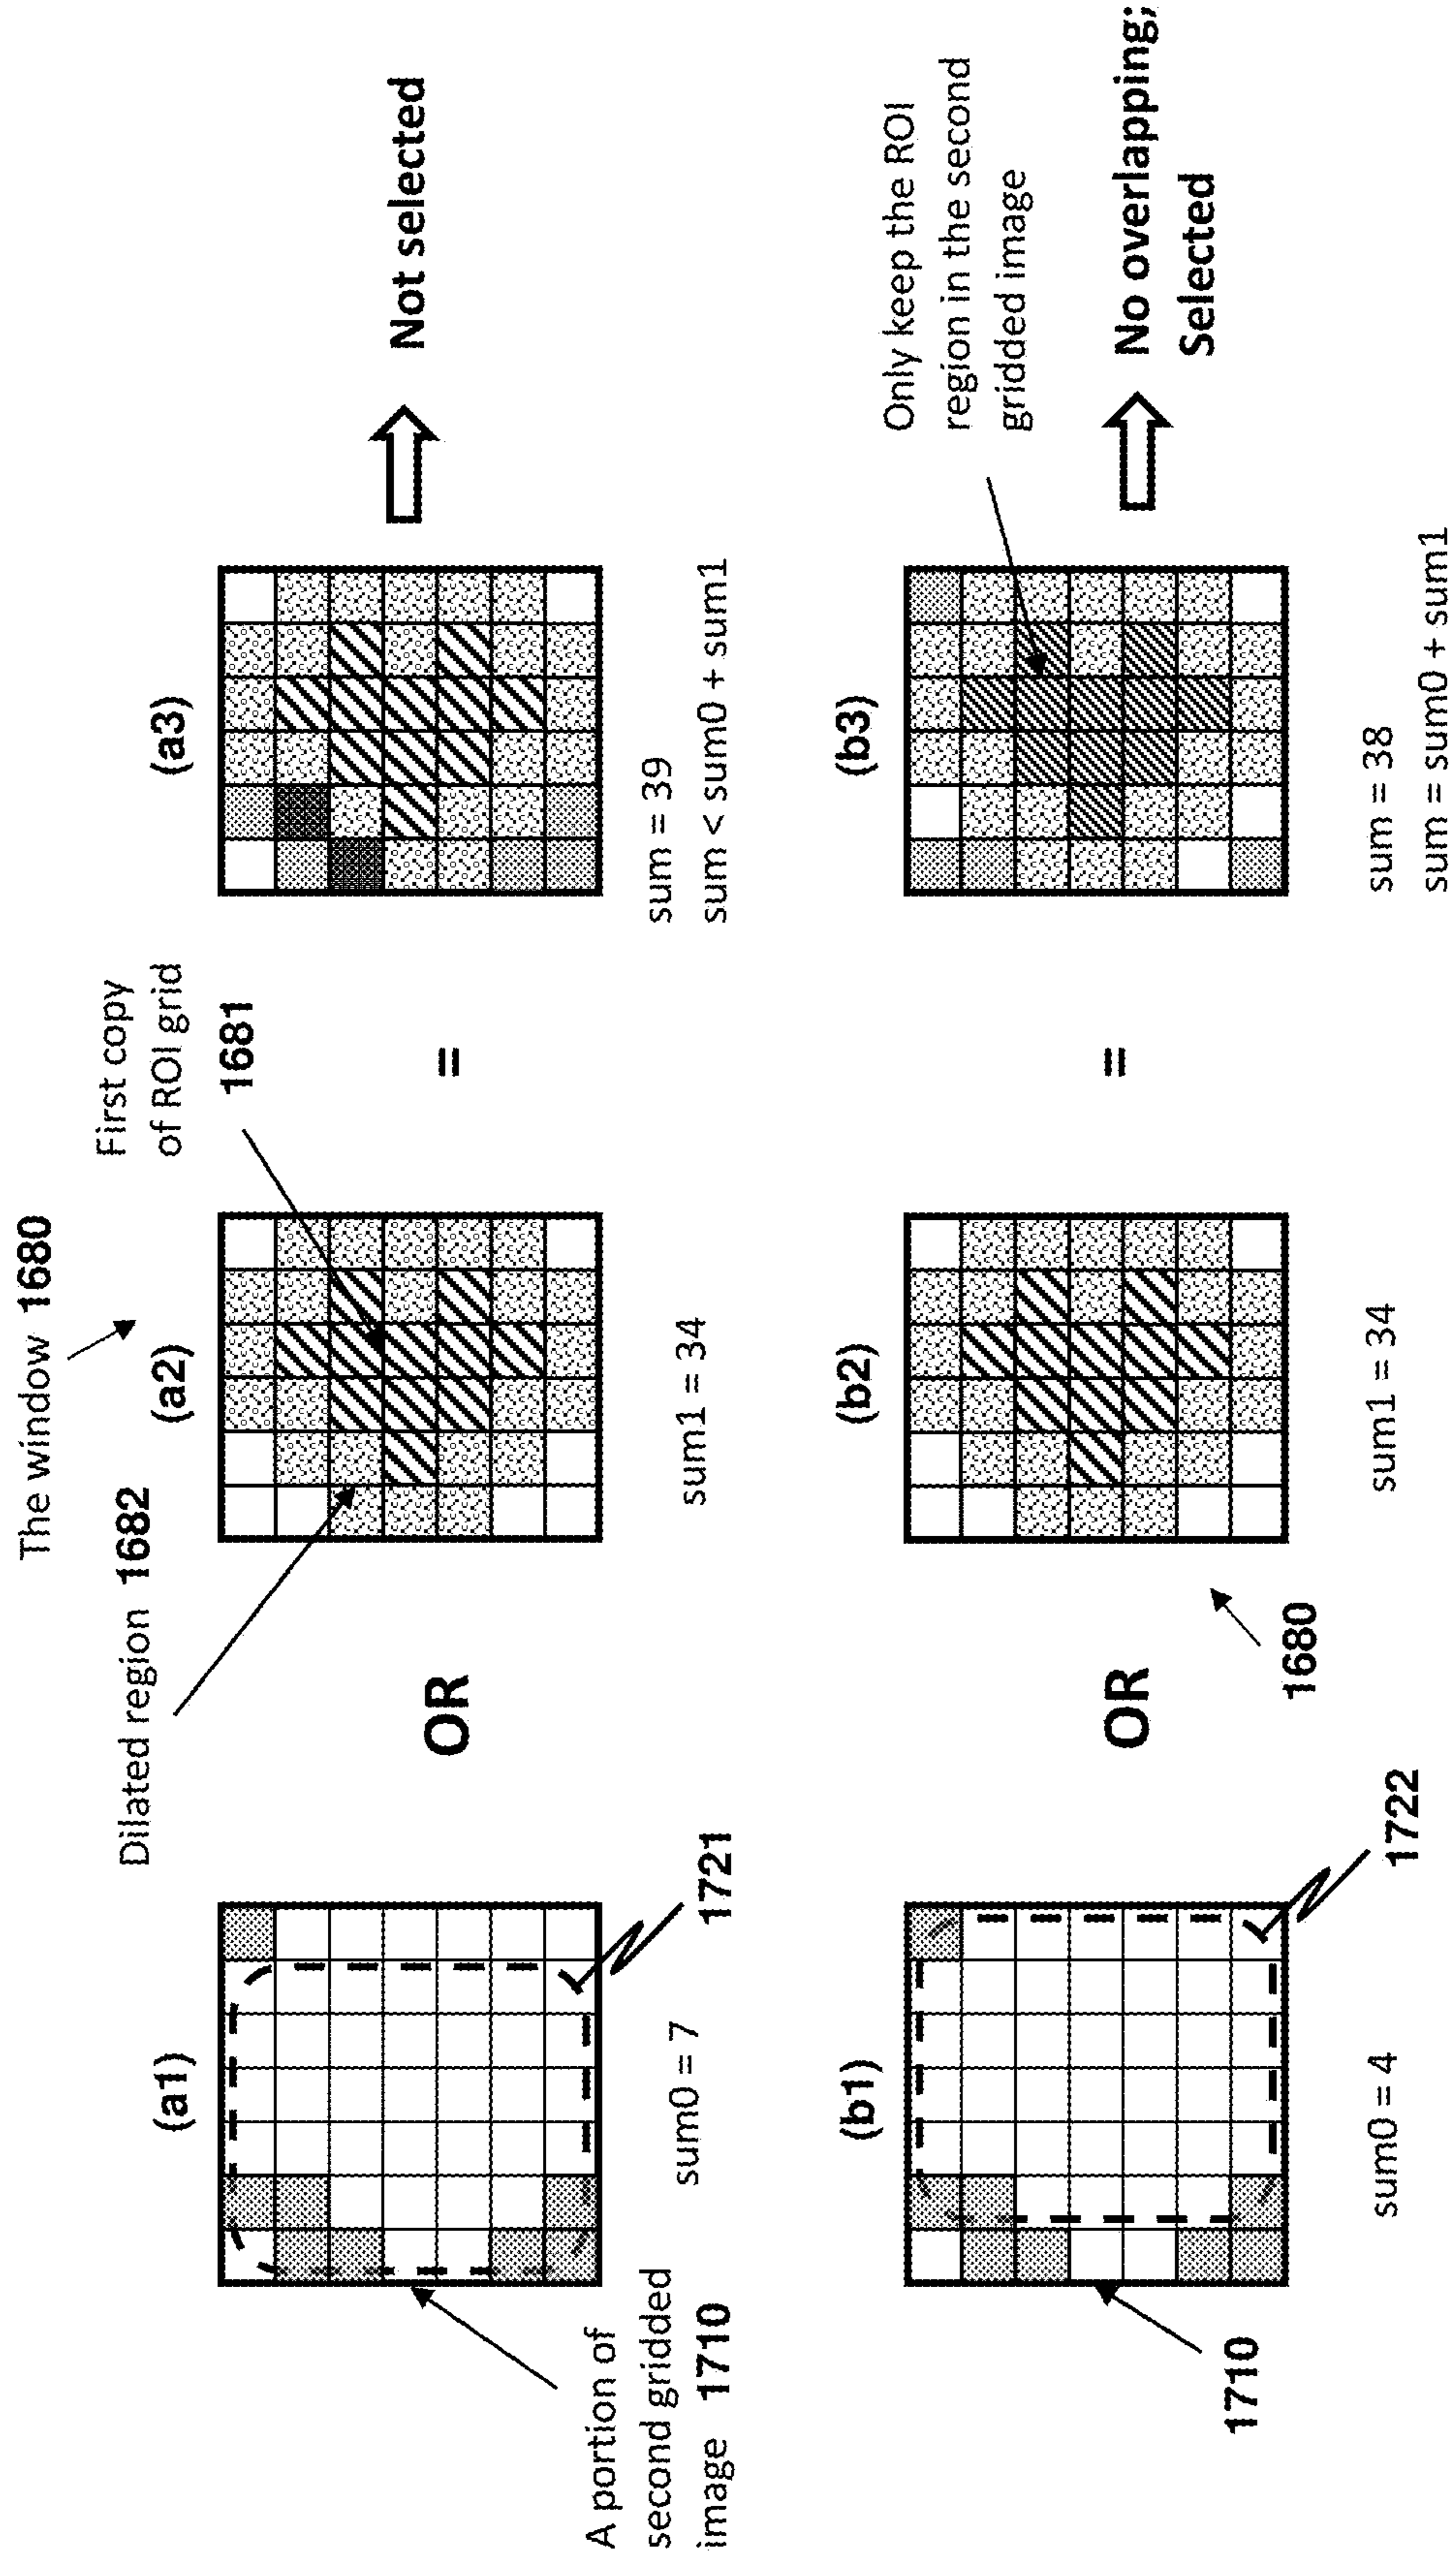 The window 1680
Dilated region 1682
First copy
of ROI grid
1681
(a1)
(a2)
(a3)
OR
=
Not selected
A portion of
second gridded
image 1710
sum0 = 7
1721
sum1 = 34
sum = 39
sum < sum0 + sum1
(b1)
(b2)
(b3)
Only keep the ROI
region in the second
gridded image
OR
=
No overlapping;
Selected
1710
1680
sum0 = 4
1722
sum1 = 34
sum = 38
sum = sum0 + sum1